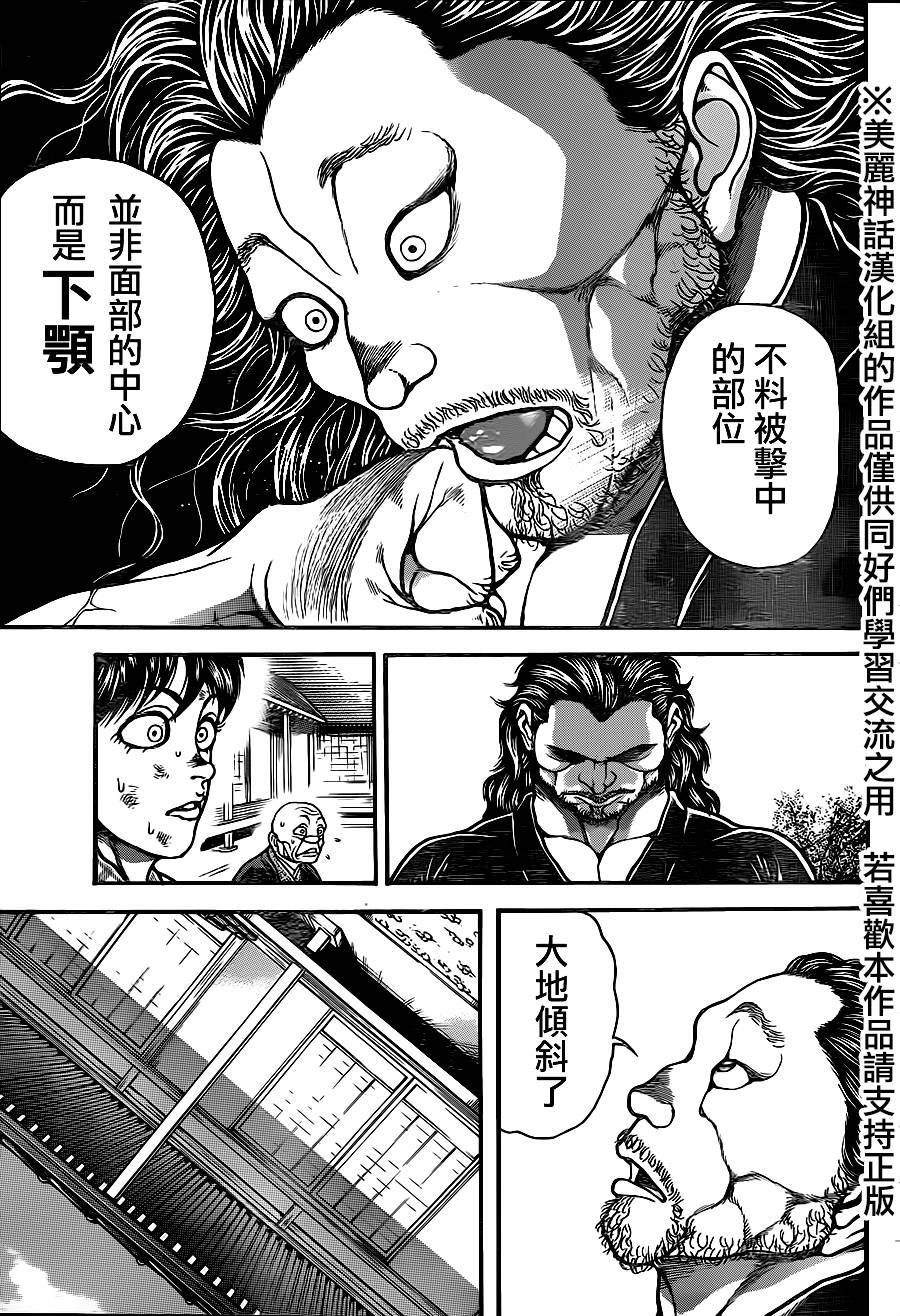 不料被擊中
的部位
並非面部的中心
而是下顎
大地傾斜了
※美麗神話漢化組的作品僅供同好們學習交流之用 若喜歡本作品請支持正版